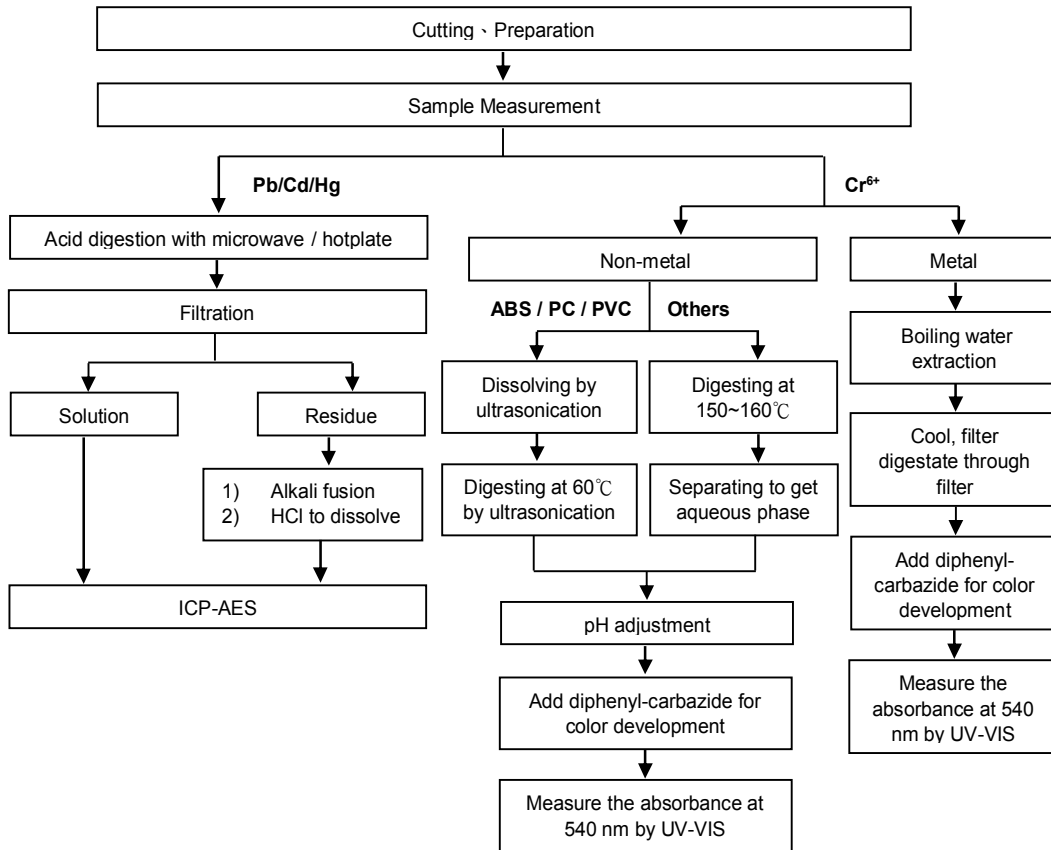 Cutting、Preparation
Sample Measurement
Pb/Cd/Hg
Cr⁶⁺
Acid digestion with microwave / hotplate
Non-metal
Metal
Filtration
ABS / PC / PVC
Others
Boiling water
extraction
Solution
Residue
Dissolving by
ultrasonication
Digesting at
150~160℃
Cool, filter
digestate through
filter
1) Alkali fusion
2) HCl to dissolve
Digesting at 60℃
by ultrasonication
Separating to get
aqueous phase
Add diphenyl-
carbazide for color
development
ICP-AES
pH adjustment
Measure the
absorbance at 540
nm by UV-VIS
Add diphenyl-carbazide for
color development
Measure the absorbance at
540 nm by UV-VIS